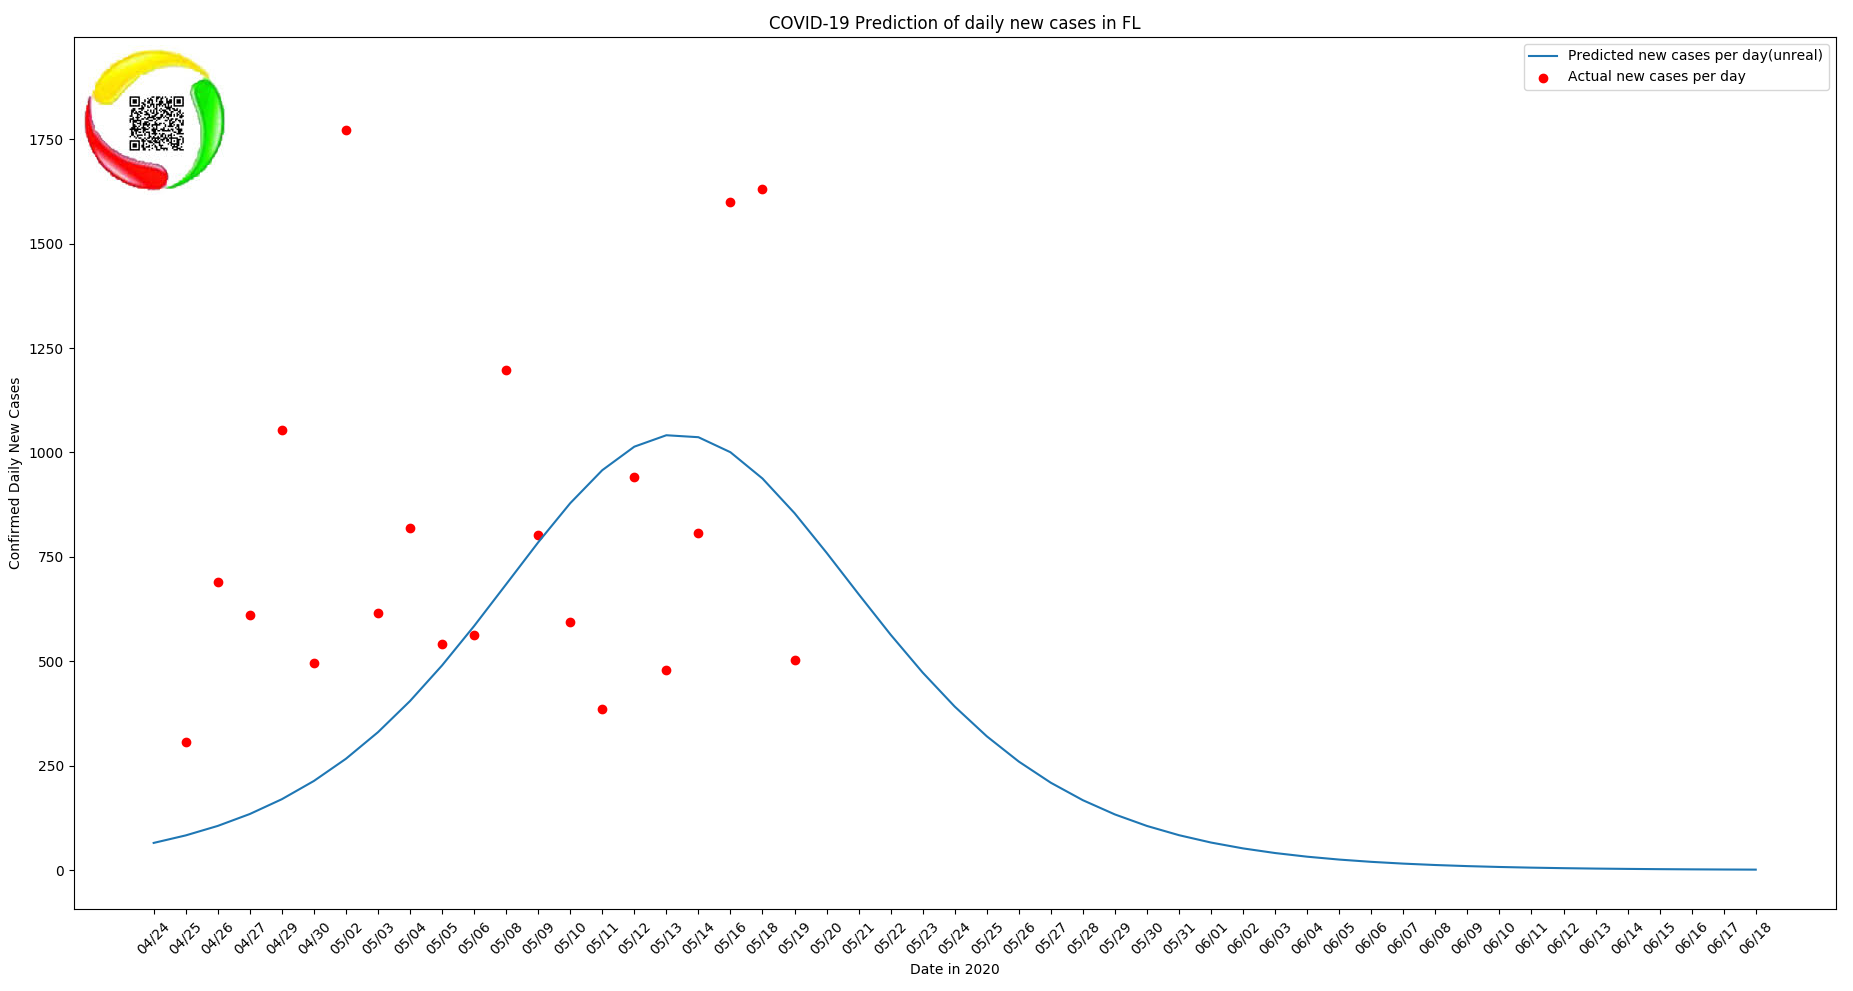 COVID-19 Prediction of daily new cases in FL
Predicted new cases per day(unreal)
Actual new cases per day
Confirmed Daily New Cases
1750
1500
1250
1000
750
500
250
0
04/24 04/25 04/26 04/27 04/29 04/30 05/02 05/03 05/04 05/05 05/06 05/08 05/09 05/10 05/11 05/12 05/13 05/14 05/16 05/18 05/19 05/20 05/21 05/22 05/23 05/24 05/25 05/26 05/27 05/28 05/29 05/30 05/31 06/01 06/02 06/03 06/04 06/05 06/06 06/07 06/08 06/09 06/10 06/11 06/12 06/13 06/14 06/15 06/16 06/17 06/18
Date in 2020